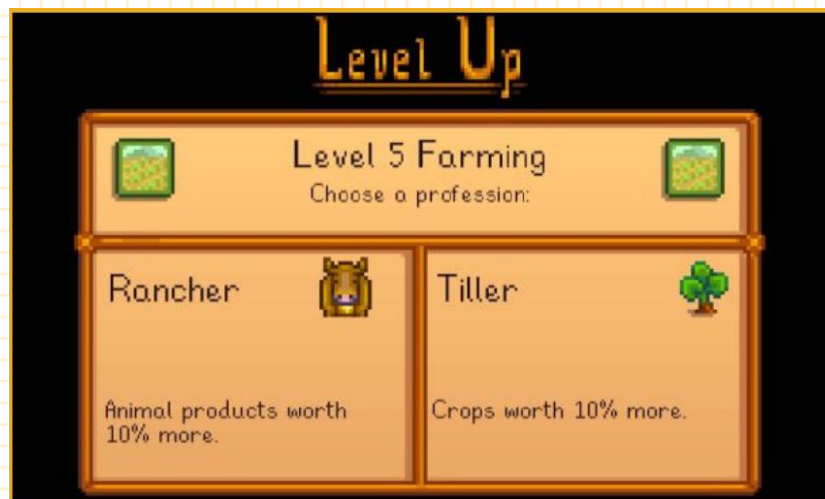 Level Up
Level 5 Farming
Choose a profession:
Rancher
Animal products worth
10% more.
Tiller
Crops worth 10% more.